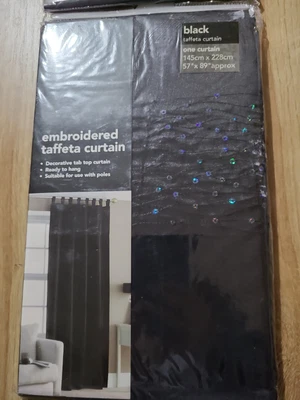 black
taffeta curtain
one curtain
145cm x 228cm
57"x 89"approx
embroidered
taffeta curtain
• Decorative tab top curtain
• Ready to hang
• Suitable for use with poles